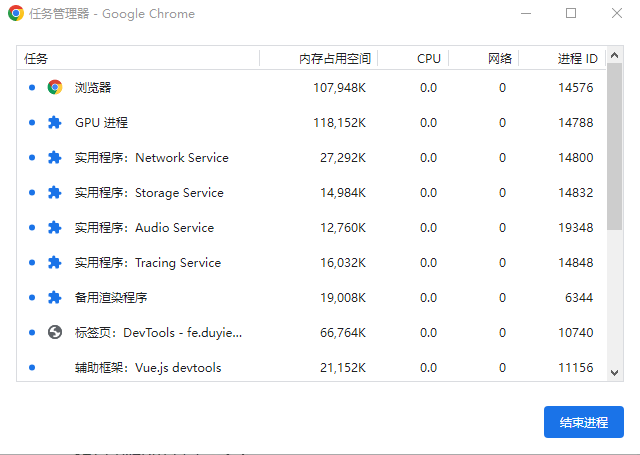 任务管理器 - Google Chrome
任务 内存占用空间 CPU 网络 进程 ID
浏览器 107,948K 0.0 0 14576
GPU 进程 118,152K 0.0 0 14788
实用程序：Network Service 27,292K 0.0 0 14800
实用程序：Storage Service 14,984K 0.0 0 14832
实用程序：Audio Service 12,760K 0.0 0 19348
实用程序：Tracing Service 16,032K 0.0 0 14848
备用渲染程序 19,008K 0.0 0 6344
标签页：DevTools - fe.duyie... 66,764K 0.0 0 10740
辅助框架：Vue.js devtools 21,152K 0.0 0 11156
结束进程